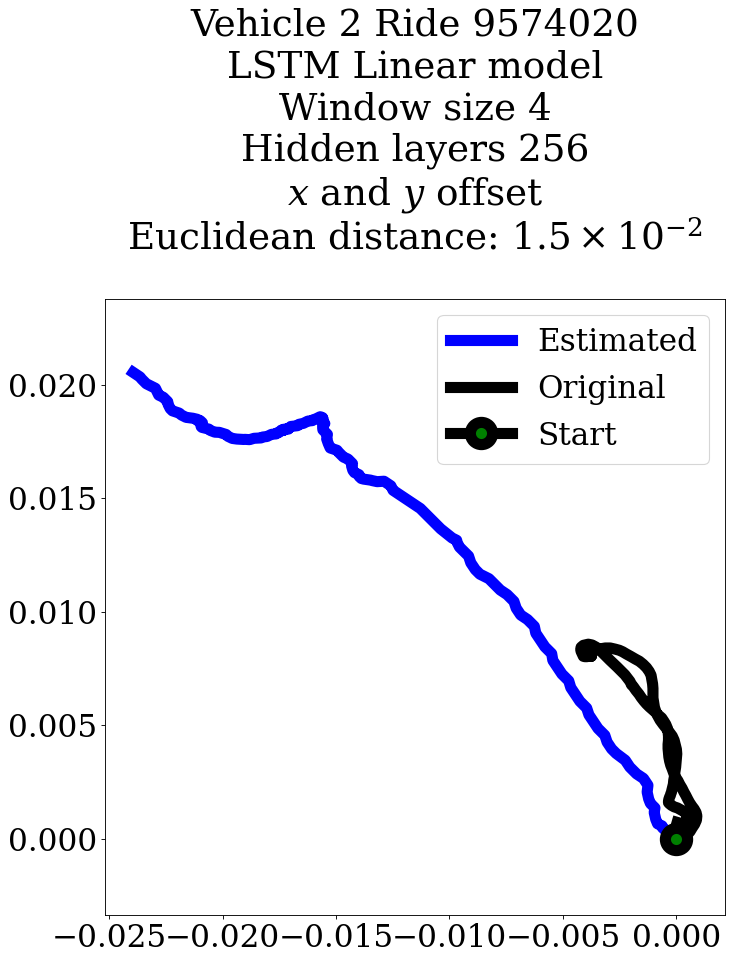 Vehicle 2 Ride 9574020
LSTM Linear model
Window size 4
Hidden layers 256
x and y offset
Euclidean distance: 1.5 × 10⁻²
Estimated
Original
Start
0.020
0.015
0.010
0.005
0.000
−0.025 −0.020 −0.015 −0.010 −0.005 0.000